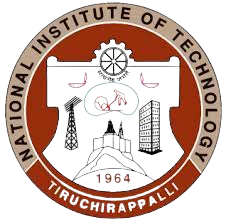 NATIONAL INSTITUTE OF TECHNOLOGY
1964
TIRUCHIRAPPALLI